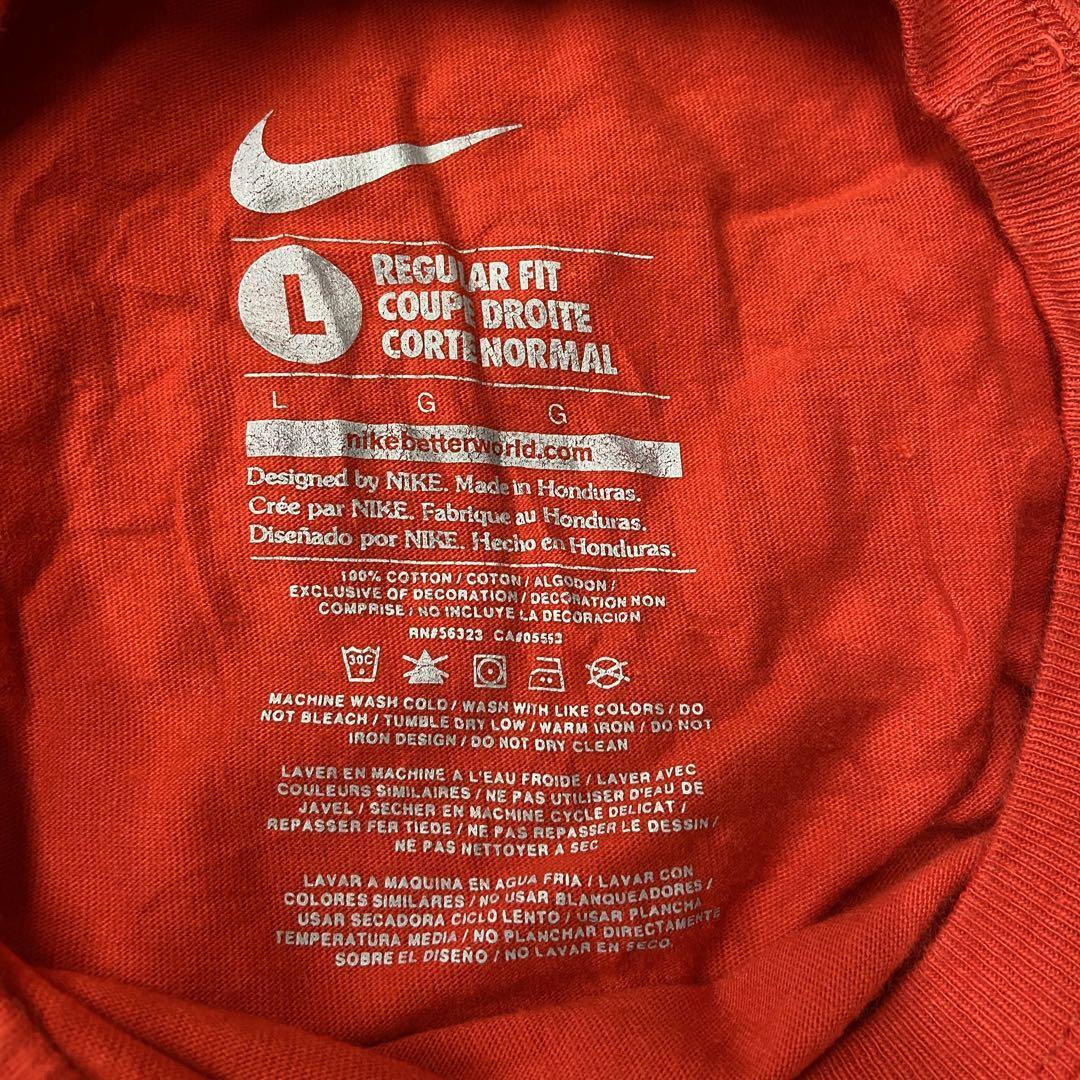 L
REGULAR FIT
COUPE DROITE
CORTE NORMAL
L G G
nikebetterworld.com
Designed by NIKE. Made in Honduras.
Crée par NIKE. Fabrique au Honduras.
Diseñado por NIKE. Hecho en Honduras.
100% COTTON / COTON / ALGODON /
EXCLUSIVE OF DECORATION / DECORATION NON
COMPRISE / NO INCLUYE LA DECORACION
RN#56323 CA#05553
30C
MACHINE WASH COLD / WASH WITH LIKE COLORS / DO
NOT BLEACH / TUMBLE DRY LOW / WARM IRON / DO NOT
IRON DESIGN / DO NOT DRY CLEAN
LAVER EN MACHINE A L'EAU FROIDE / LAVER AVEC
COULEURS SIMILAIRES / NE PAS UTILISER D'EAU DE
JAVEL / SECHER EN MACHINE CYCLE DELICAT /
REPASSER FER TIEDE / NE PAS REPASSER LE DESSIN /
NE PAS NETTOYER A SEC
LAVAR A MAQUINA EN AGUA FRIA / LAVAR CON
COLORES SIMILARES / NO USAR BLANQUEADORES /
USAR SECADORA CICLO LENTO / USAR PLANCHA
TEMPERATURA MEDIA / NO PLANCHAR DIRECTAMENTE
SOBRE EL DISEÑO / NO LAVAR EN SECO.